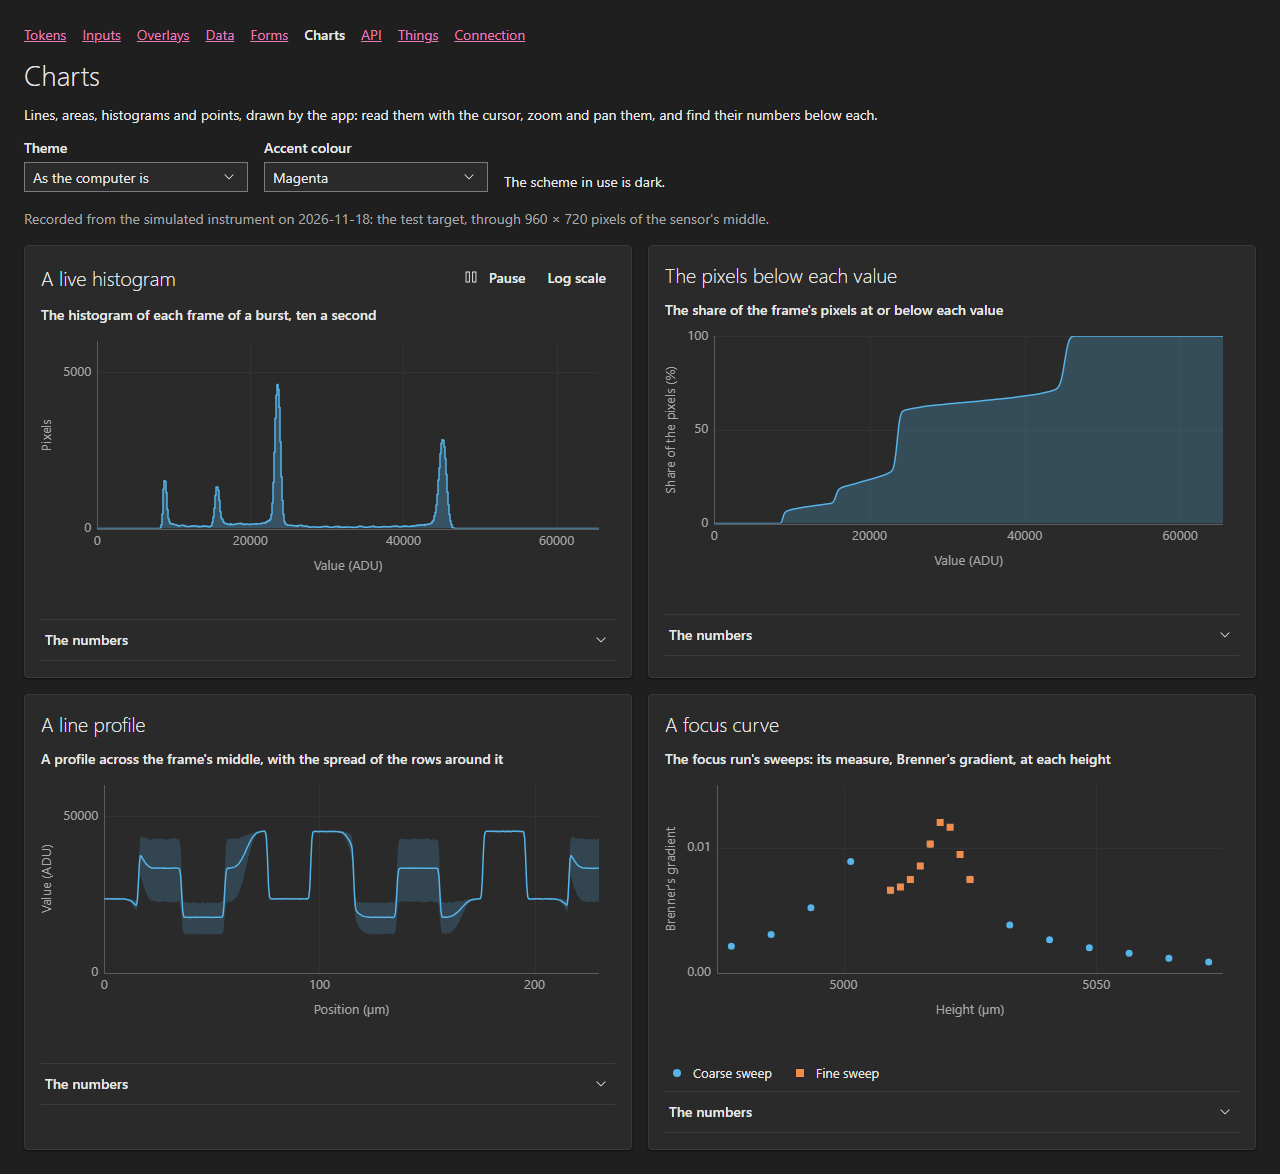 Tokens Inputs Overlays Data Forms Charts API Things Connection
Charts
Lines, areas, histograms and points, drawn by the app: read them with the cursor, zoom and pan them, and find their numbers below each.
Theme
Accent colour
As the computer is
Magenta
The scheme in use is dark.
Recorded from the simulated instrument on 2026-11-18: the test target, through 960 × 720 pixels of the sensor's middle.
A live histogram
Pause
Log scale
The histogram of each frame of a burst, ten a second
Pixels
5000
0
0 20000 40000 60000
Value (ADU)
The numbers
The pixels below each value
The share of the frame's pixels at or below each value
Share of the pixels (%)
100
50
0
0 20000 40000 60000
Value (ADU)
The numbers
A line profile
A profile across the frame's middle, with the spread of the rows around it
Value (ADU)
50000
0
0 100 200
Position (µm)
The numbers
A focus curve
The focus run's sweeps: its measure, Brenner's gradient, at each height
Brenner's gradient
0.01
0.00
5000 5050
Height (µm)
Coarse sweep Fine sweep
The numbers